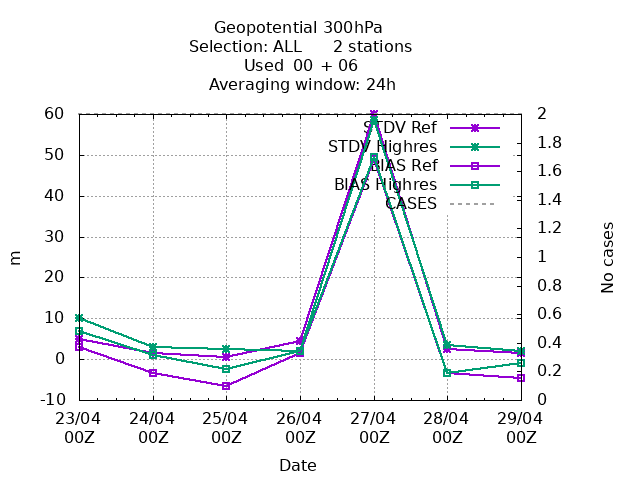 Geopotential 300hPa
Selection: ALL 2 stations
Used 00 + 06
Averaging window: 24h
STDV Ref
STDV Highres
BIAS Ref
BIAS Highres
CASES
60
50
40
30
20
10
0
-10
m
2
1.8
1.6
1.4
1.2
1
0.8
0.6
0.4
0.2
0
No cases
23/04 24/04 25/04 26/04 27/04 28/04 29/04
00Z 00Z 00Z 00Z 00Z 00Z 00Z
Date